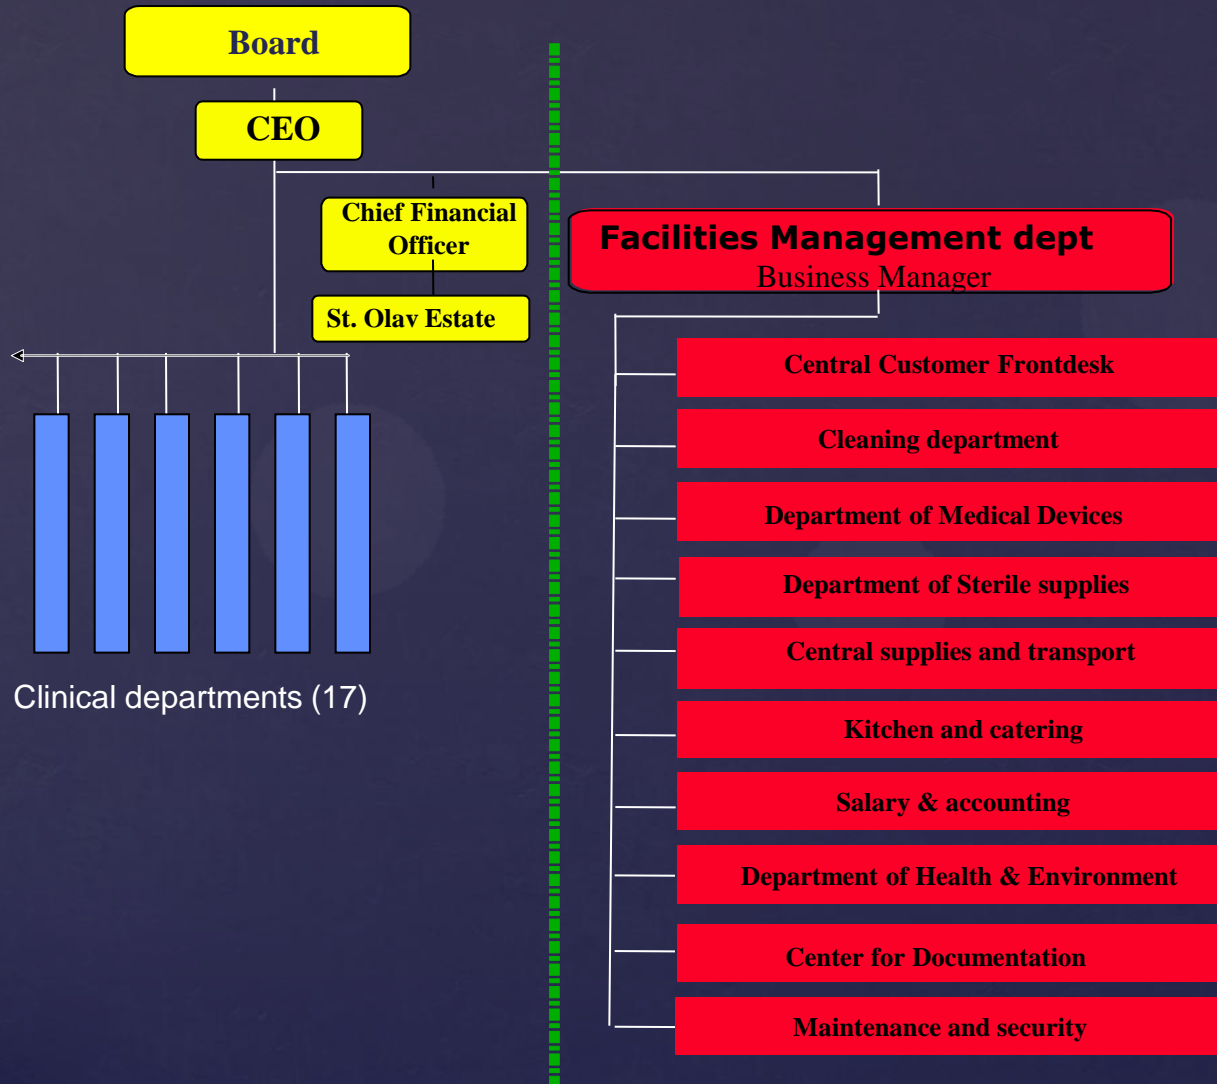 Board
CEO
Chief Financial
Officer
St. Olav Estate
Clinical departments (17)
Facilities Management dept
Business Manager
Central Customer Frontdesk
Cleaning department
Department of Medical Devices
Department of Sterile supplies
Central supplies and transport
Kitchen and catering
Salary & accounting
Department of Health & Environment
Center for Documentation
Maintenance and security